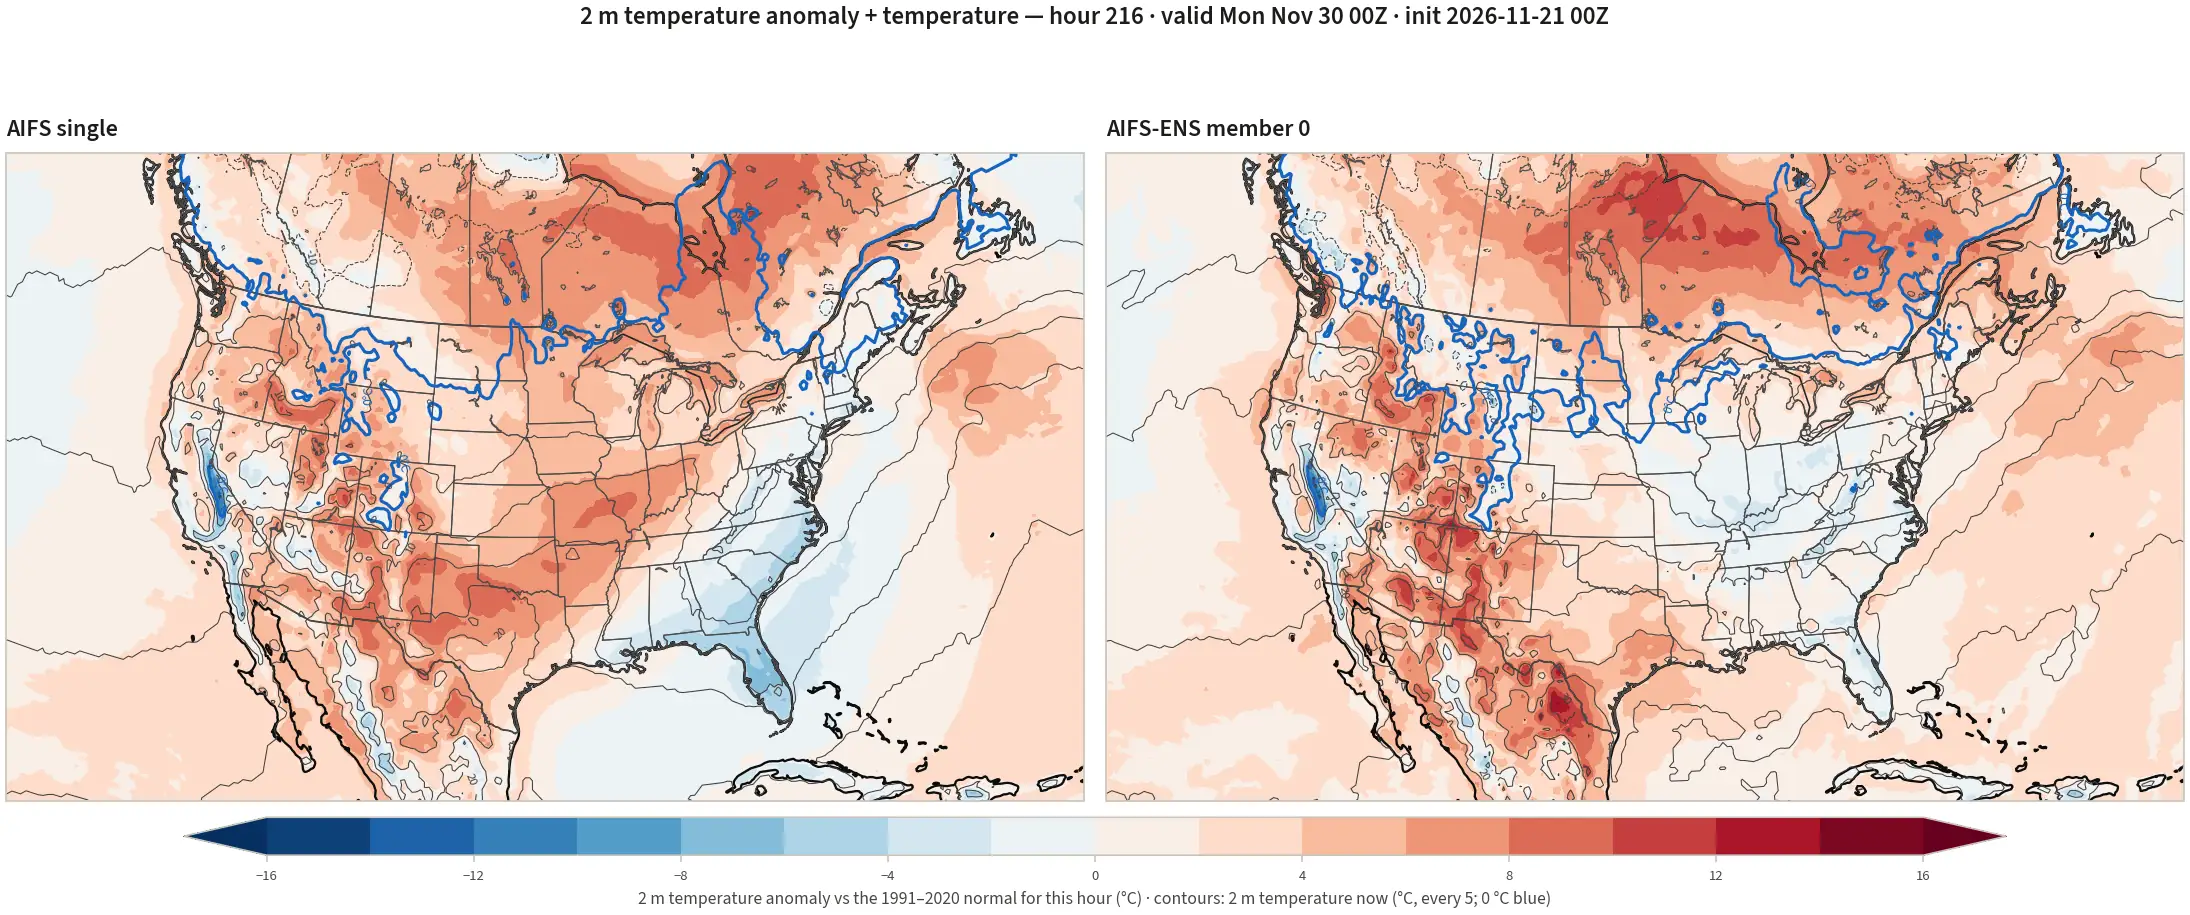 2 m temperature anomaly + temperature — hour 216 · valid Mon Nov 30 00Z · init 2026-11-21 00Z
AIFS single
AIFS-ENS member 0
-10
-10
−16 −12 −8 −4 0 4 8 12 16
2 m temperature anomaly vs the 1991–2020 normal for this hour (°C) · contours: 2 m temperature now (°C, every 5; 0 °C blue)